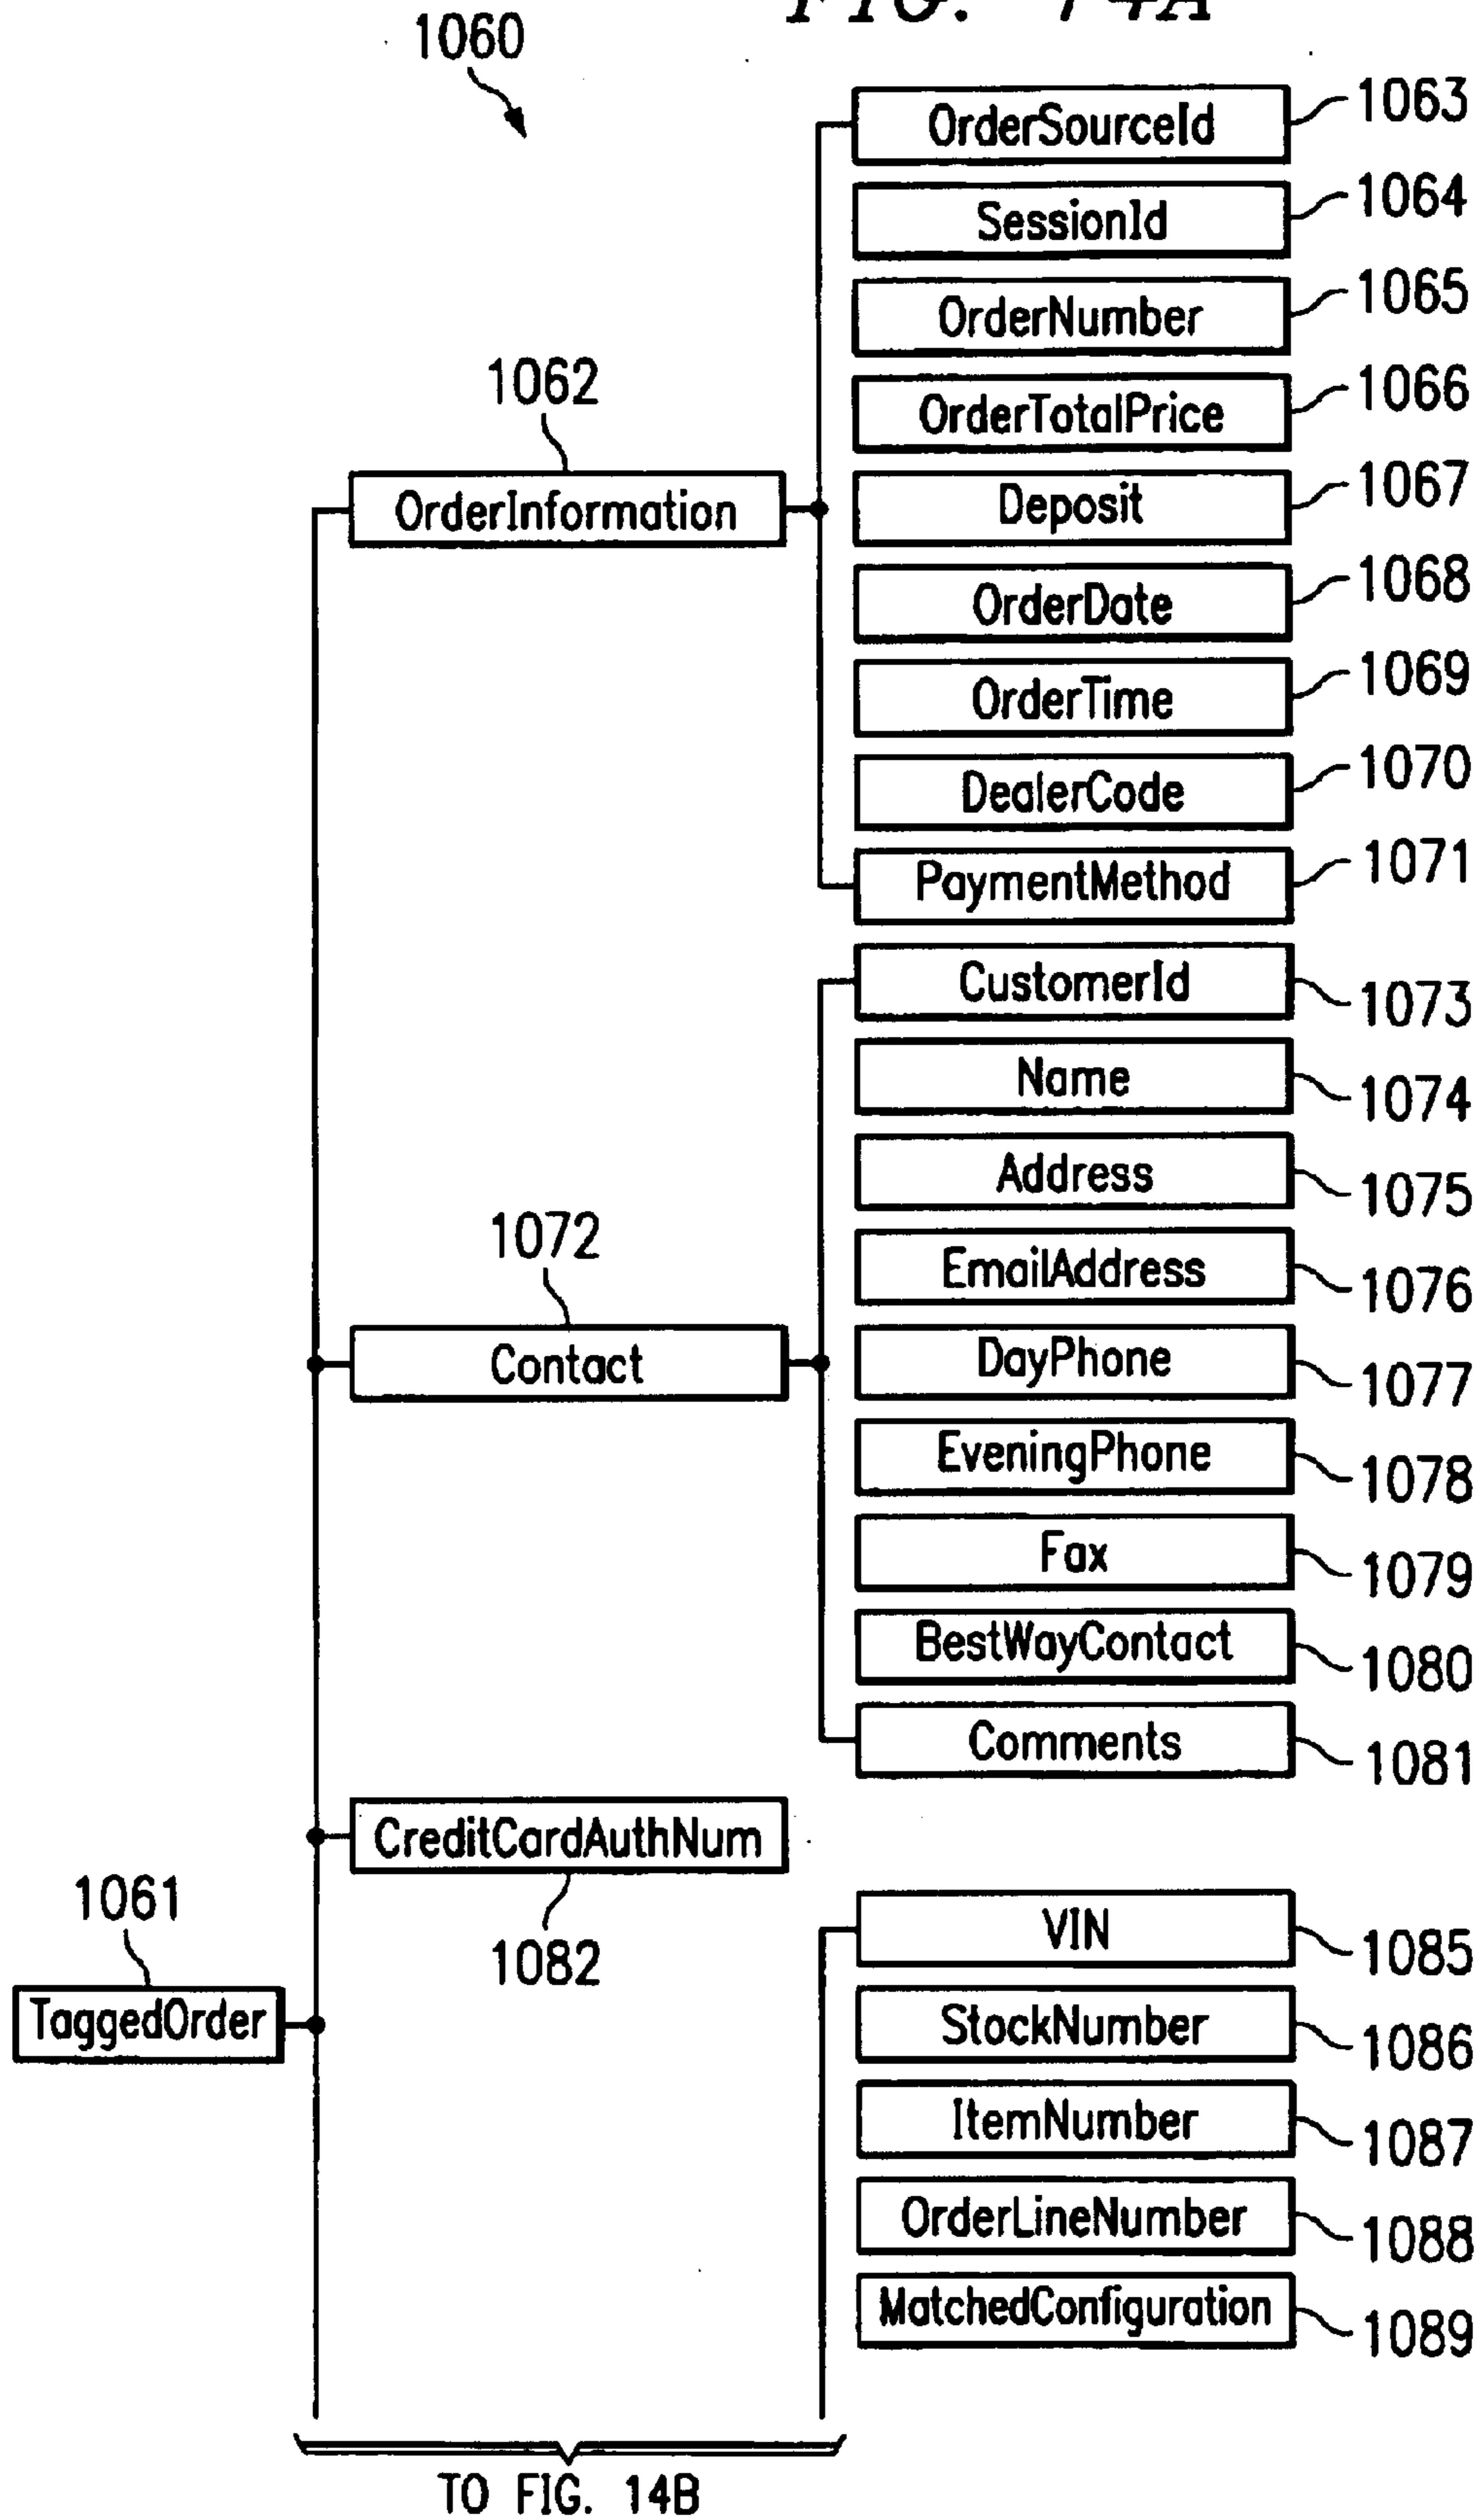 FIG. 14A
1060
OrderSourceId 1063
SessionId 1064
OrderNumber 1065
1062
OrderTotalPrice 1066
OrderInformation
Deposit 1067
OrderDate 1068
OrderTime 1069
DealerCode 1070
PaymentMethod 1071
CustomerId 1073
Name 1074
Address 1075
1072
EmailAddress 1076
Contact
DayPhone 1077
EveningPhone 1078
Fax 1079
BestWayContact 1080
Comments 1081
CreditCardAuthNum
1061
1082
VIN 1085
TaggedOrder
StockNumber 1086
ItemNumber 1087
OrderLineNumber 1088
MatchedConfiguration 1089
TO FIG. 14B